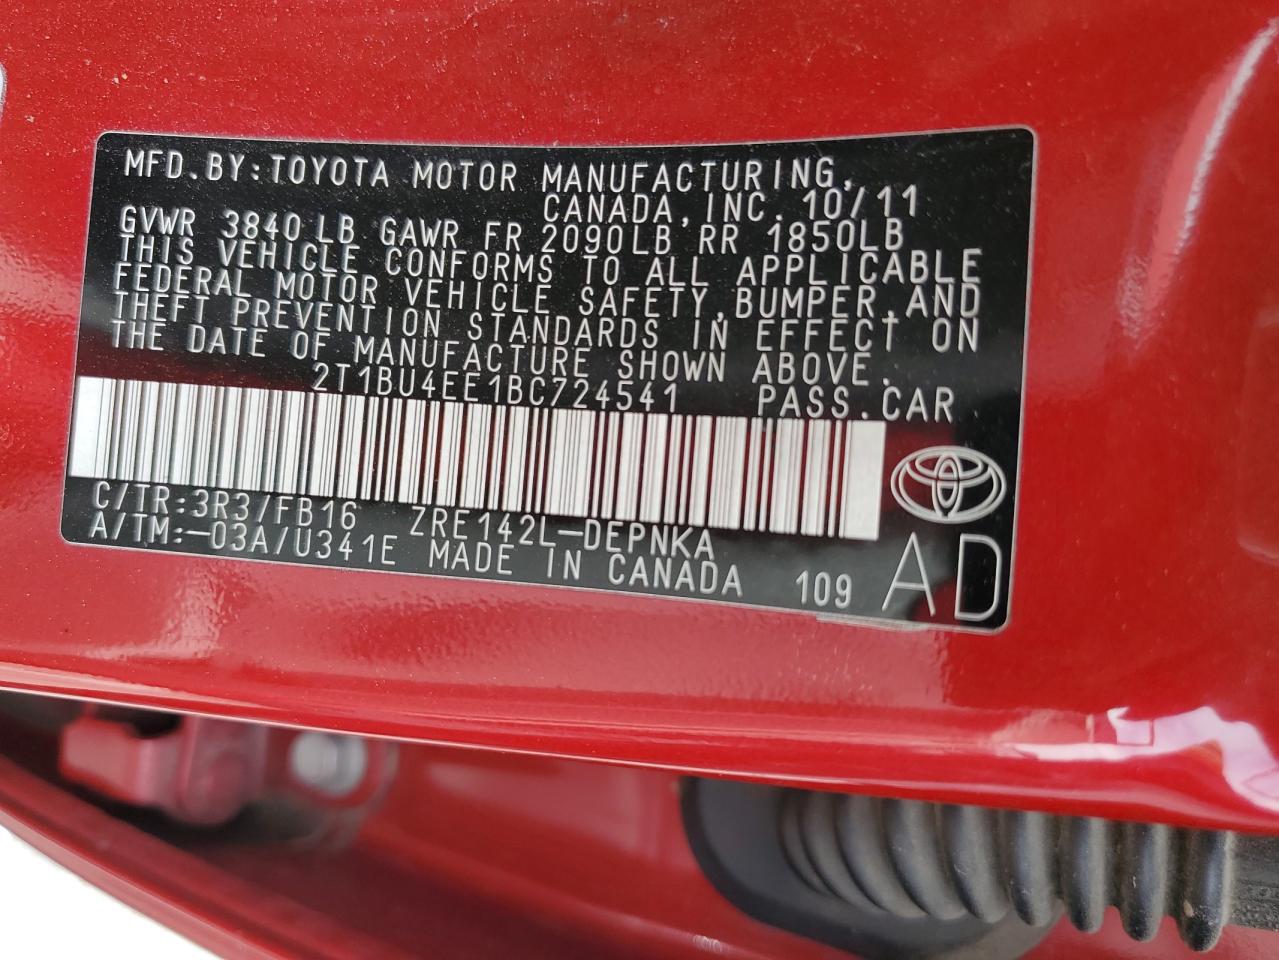 MFD.BY:TOYOTA MOTOR MANUFACTURING,
CANADA,INC. 10/11
GVWR 3840LB GAWR FR 2090LB RR 1850LB
THIS VEHICLE CONFORMS TO ALL APPLICABLE
FEDERAL MOTOR VEHICLE SAFETY,BUMPER,AND
THEFT PREVENTION STANDARDS IN EFFECT ON
THE DATE OF MANUFACTURE SHOWN ABOVE.
2T1BU4EE1BC724541 PASS.CAR
C/TR:3R3/FB16 ZRE142L-DEPNKA
A/TM:-03A/U341E MADE IN CANADA 109 AD